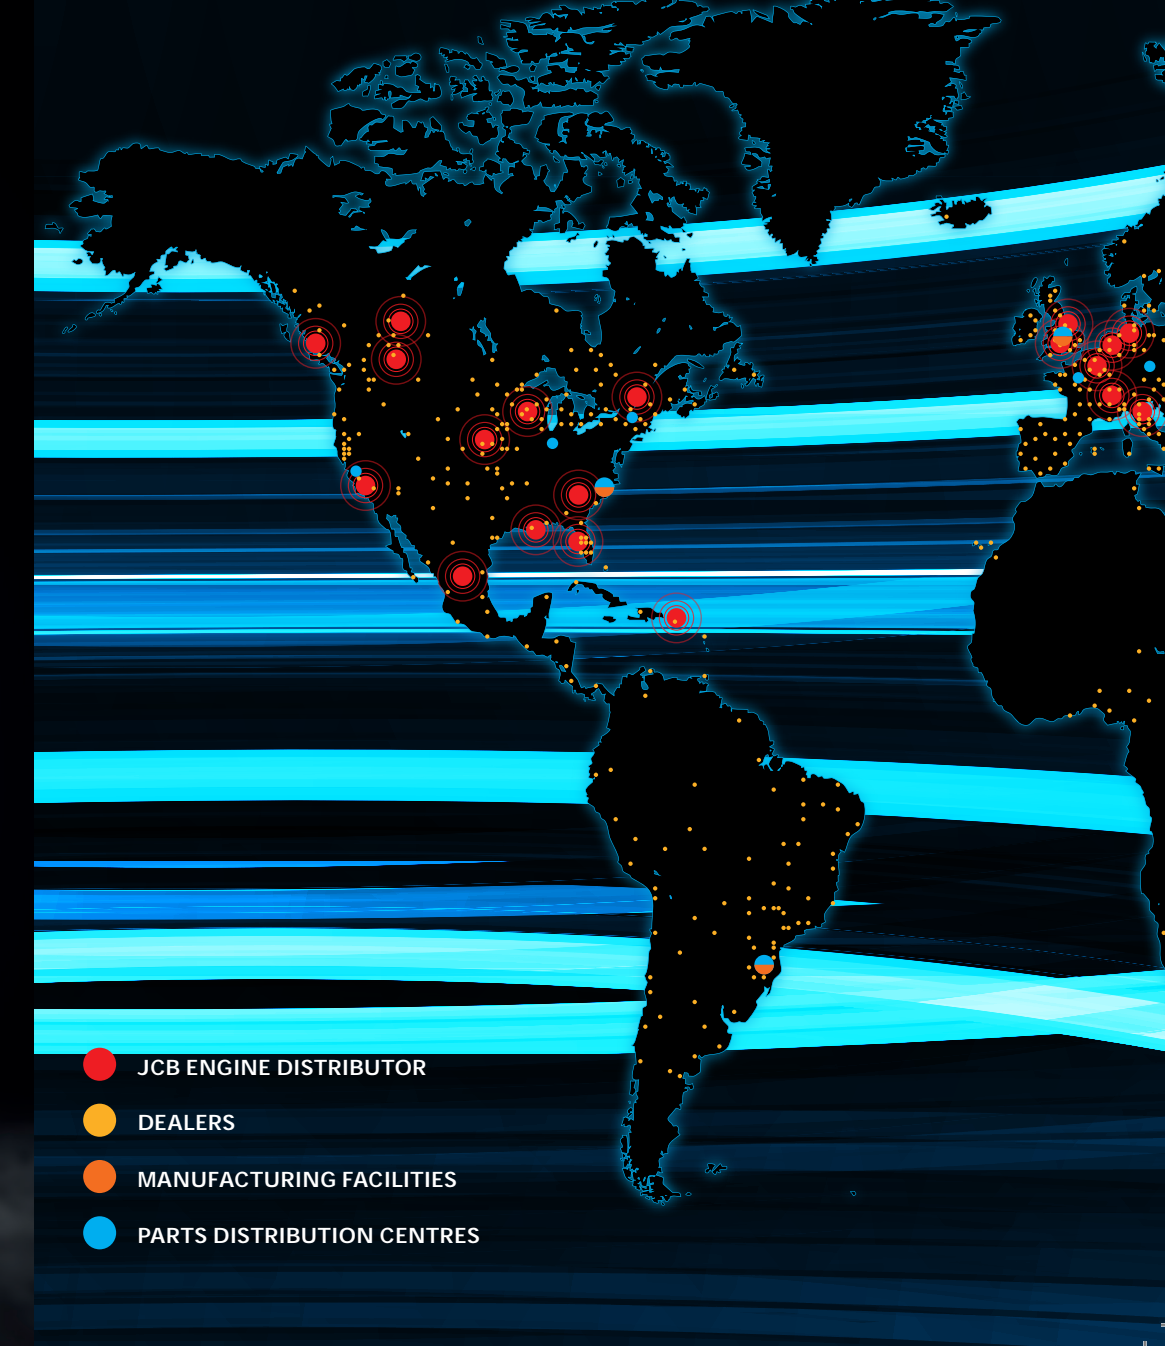 JCB ENGINE DISTRIBUTOR
DEALERS
MANUFACTURING FACILITIES
PARTS DISTRIBUTION CENTRES